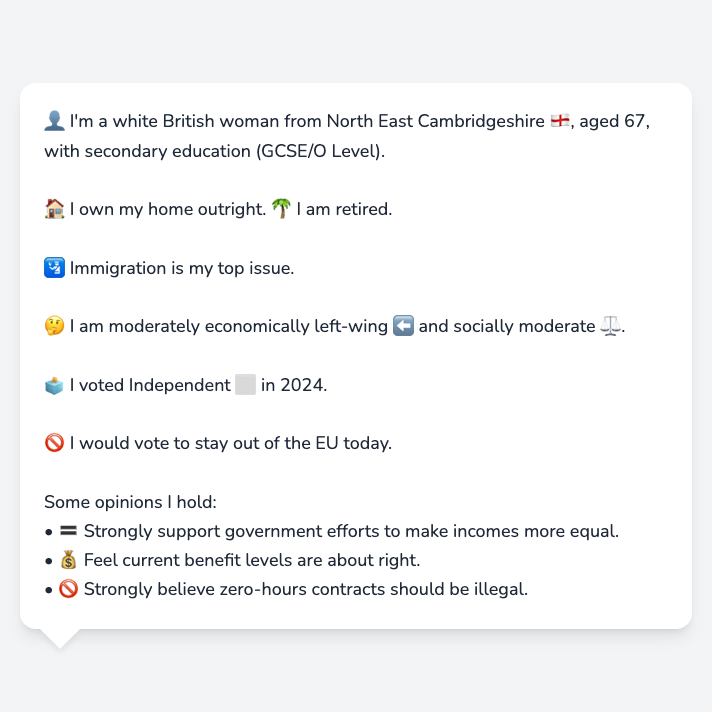 👤 I'm a white British woman from North East Cambridgeshire 🏴󠁧󠁢󠁥󠁮󠁧󠁿, aged 67,
with secondary education (GCSE/O Level).
🏠 I own my home outright. 🌴 I am retired.
🛂 Immigration is my top issue.
🤔 I am moderately economically left-wing ⬅️ and socially moderate ⚖️.
🗳️ I voted Independent ⬜ in 2024.
🚫 I would vote to stay out of the EU today.
Some opinions I hold:
• 🟰 Strongly support government efforts to make incomes more equal.
• 💰 Feel current benefit levels are about right.
• 🚫 Strongly believe zero-hours contracts should be illegal.